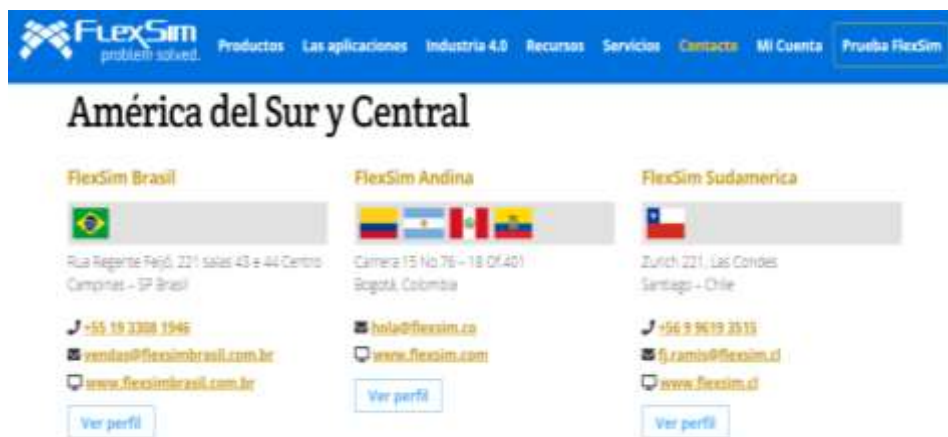 FlexSim
problem solved.
Productos Las aplicaciones Industria 4.0 Recursos Servicios Contacto Mi Cuenta Prueba FlexSim
América del Sur y Central
FlexSim Brasil
Rua Regente Feijó, 221 salas 43 e 44 Centro
Campinas – SP Brasil
+55 19 3308 1946
vendas@flexsimbrasil.com.br
www.flexsimbrasil.com.br
Ver perfil
FlexSim Andina
Carrera 15 No.76 – 18 Of.401
Bogotá, Colombia
hola@flexsim.co
www.flexsim.com
Ver perfil
FlexSim Sudamerica
Zurich 221, Las Condes
Santiago – Chile
+56 9 9619 3515
fj.ramis@flexsim.cl
www.flexsim.cl
Ver perfil